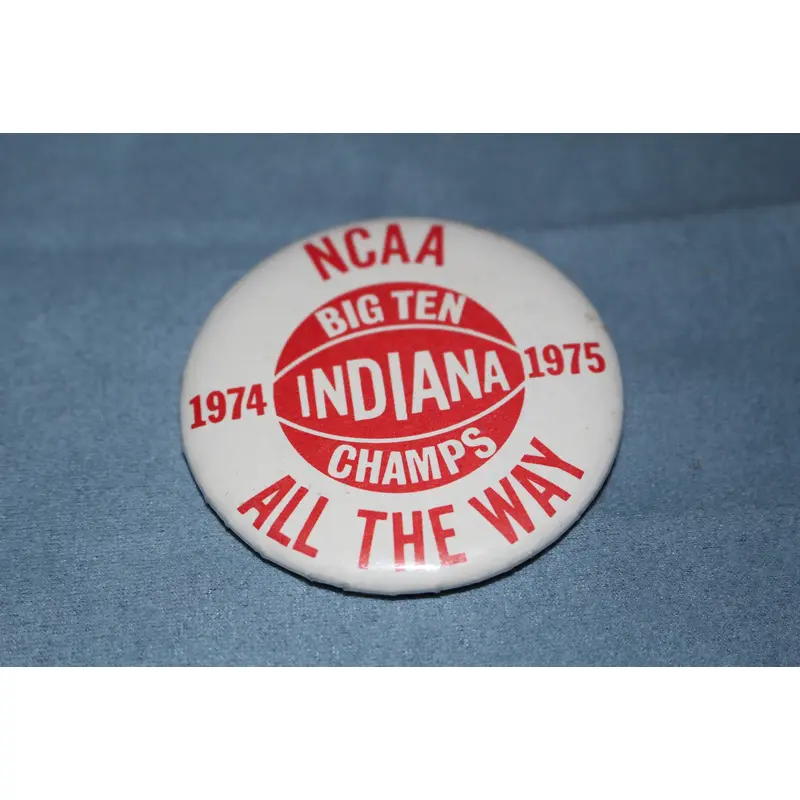 NCAA
BIG TEN
1974 INDIANA 1975
CHAMPS
ALL THE WAY